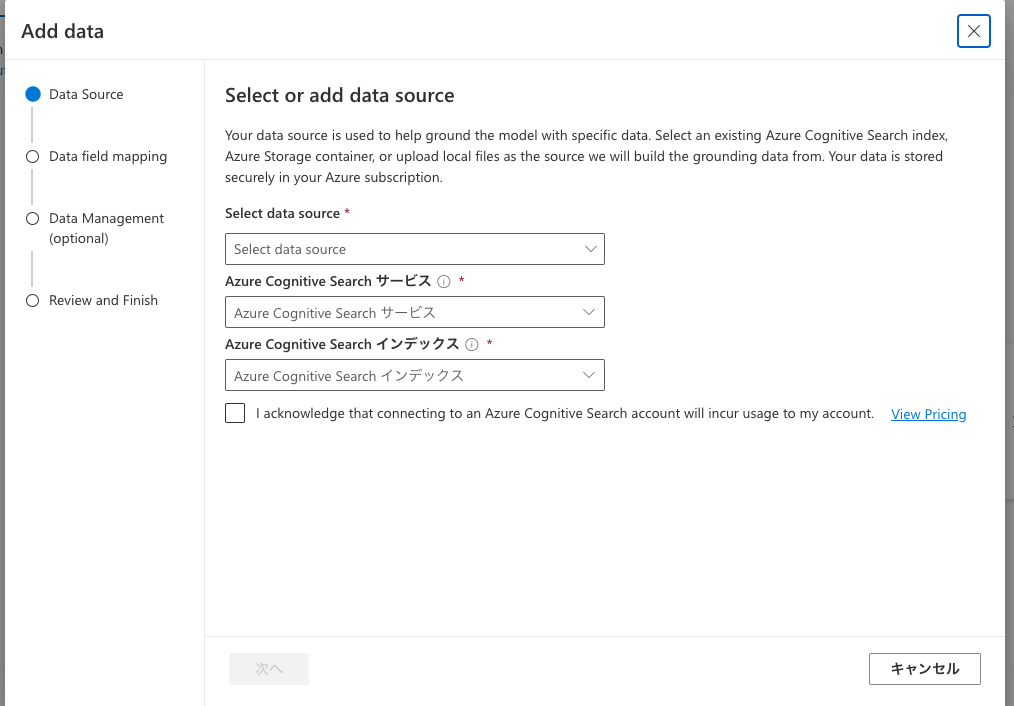 Add data
Data Source
Data field mapping
Data Management
(optional)
Review and Finish
Select or add data source
Your data source is used to help ground the model with specific data. Select an existing Azure Cognitive Search index,
Azure Storage container, or upload local files as the source we will build the grounding data from. Your data is stored
securely in your Azure subscription.
Select data source *
Select data source
Azure Cognitive Search サービス *
Azure Cognitive Search サービス
Azure Cognitive Search インデックス *
Azure Cognitive Search インデックス
I acknowledge that connecting to an Azure Cognitive Search account will incur usage to my account. View Pricing
次へ
キャンセル